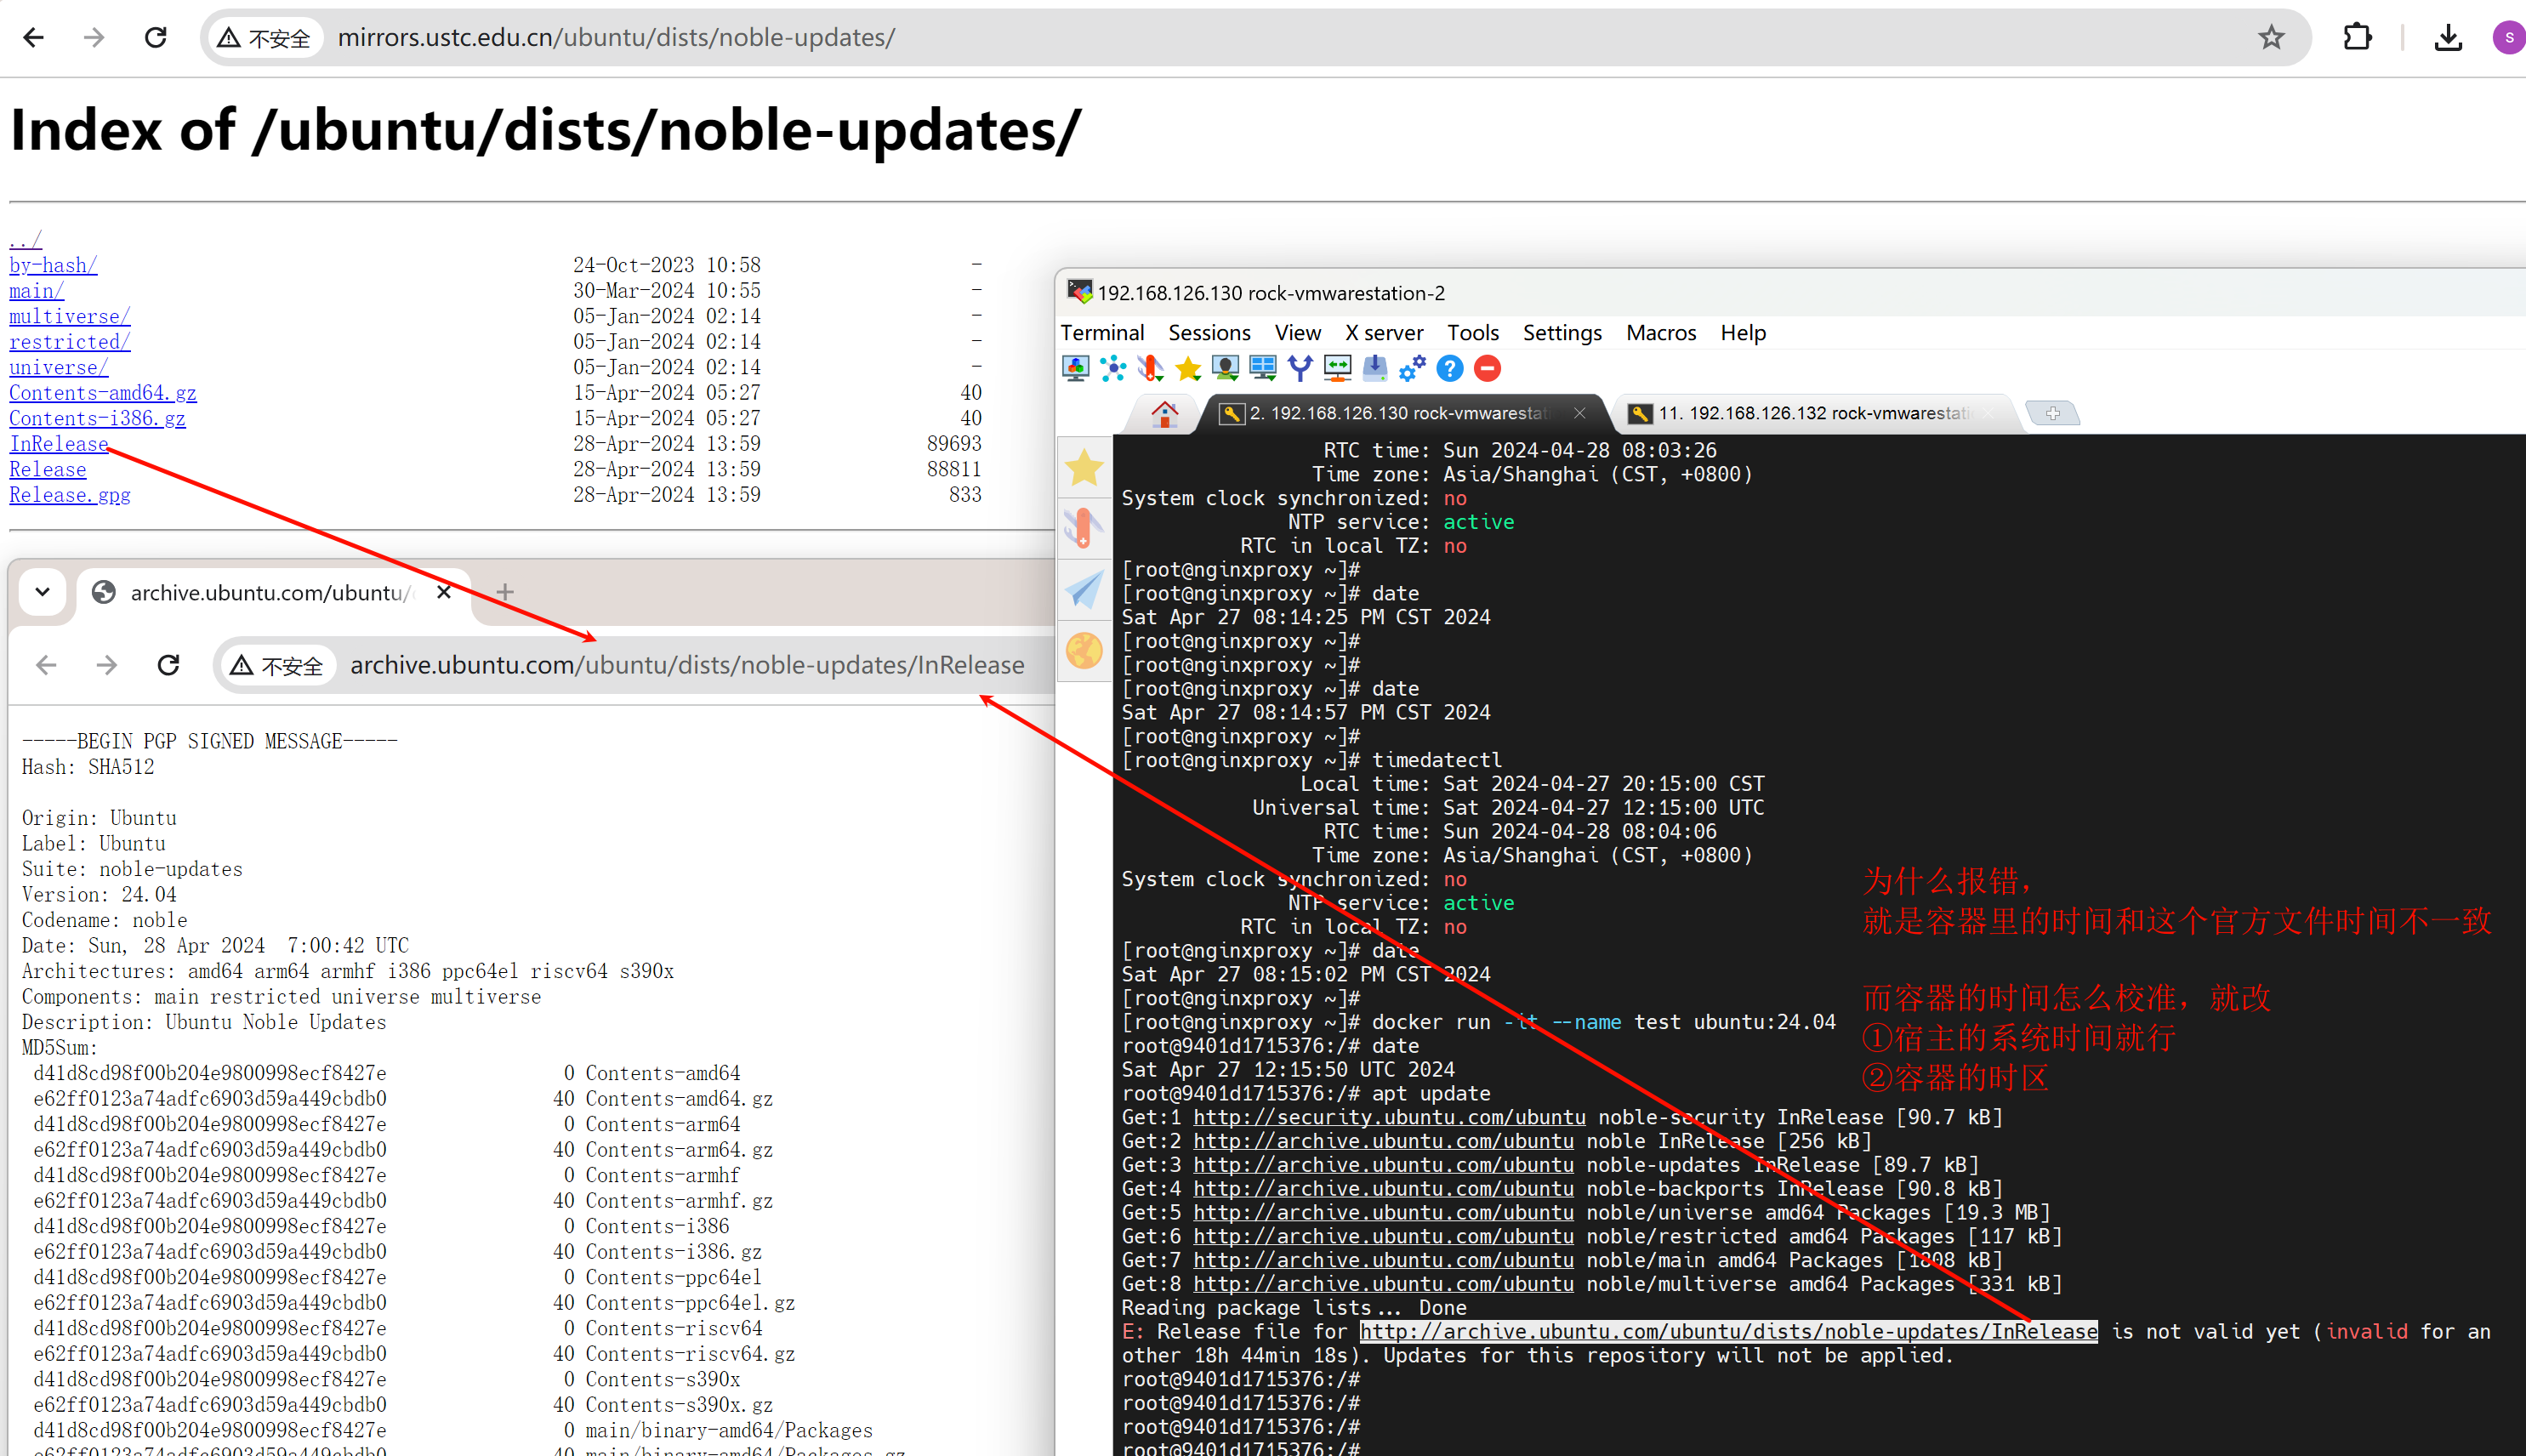 不安全
mirrors.ustc.edu.cn/ubuntu/dists/noble-updates/
S
Index of /ubuntu/dists/noble-updates/
../
by-hash/ 24-Oct-2023 10:58 -
main/ 30-Mar-2024 10:55 -
multiverse/ 05-Jan-2024 02:14 -
restricted/ 05-Jan-2024 02:14 -
universe/ 05-Jan-2024 02:14 -
Contents-amd64.gz 15-Apr-2024 05:27 40
Contents-i386.gz 15-Apr-2024 05:27 40
InRelease 28-Apr-2024 13:59 89693
Release 28-Apr-2024 13:59 88811
Release.gpg 28-Apr-2024 13:59 833
archive.ubuntu.com/ubuntu/
不安全
archive.ubuntu.com/ubuntu/dists/noble-updates/InRelease
-----BEGIN PGP SIGNED MESSAGE-----
Hash: SHA512
Origin: Ubuntu
Label: Ubuntu
Suite: noble-updates
Version: 24.04
Codename: noble
Date: Sun, 28 Apr 2024  7:00:42 UTC
Architectures: amd64 arm64 armhf i386 ppc64el riscv64 s390x
Components: main restricted universe multiverse
Description: Ubuntu Noble Updates
MD5Sum:
d41d8cd98f00b204e9800998ecf8427e 0 Contents-amd64
e62ff0123a74adfc6903d59a449cbdb0 40 Contents-amd64.gz
d41d8cd98f00b204e9800998ecf8427e 0 Contents-arm64
e62ff0123a74adfc6903d59a449cbdb0 40 Contents-arm64.gz
d41d8cd98f00b204e9800998ecf8427e 0 Contents-armhf
e62ff0123a74adfc6903d59a449cbdb0 40 Contents-armhf.gz
d41d8cd98f00b204e9800998ecf8427e 0 Contents-i386
e62ff0123a74adfc6903d59a449cbdb0 40 Contents-i386.gz
d41d8cd98f00b204e9800998ecf8427e 0 Contents-ppc64el
e62ff0123a74adfc6903d59a449cbdb0 40 Contents-ppc64el.gz
d41d8cd98f00b204e9800998ecf8427e 0 Contents-riscv64
e62ff0123a74adfc6903d59a449cbdb0 40 Contents-riscv64.gz
d41d8cd98f00b204e9800998ecf8427e 0 Contents-s390x
e62ff0123a74adfc6903d59a449cbdb0 40 Contents-s390x.gz
d41d8cd98f00b204e9800998ecf8427e 0 main/binary-amd64/Packages
e62ff0123a74adfc6903d59a449cbdb0 40 main/binary-amd64/Packages.gz
192.168.126.130 rock-vmwarestation-2
Terminal Sessions View X server Tools Settings Macros Help
2. 192.168.126.130 rock-vmwarestati
11. 192.168.126.132 rock-vmwarestati
RTC time: Sun 2024-04-28 08:03:26
Time zone: Asia/Shanghai (CST, +0800)
System clock synchronized: no
NTP service: active
RTC in local TZ: no
[root@nginxproxy ~]#
[root@nginxproxy ~]# date
Sat Apr 27 08:14:25 PM CST 2024
[root@nginxproxy ~]#
[root@nginxproxy ~]#
[root@nginxproxy ~]# date
Sat Apr 27 08:14:57 PM CST 2024
[root@nginxproxy ~]#
[root@nginxproxy ~]# timedatectl
Local time: Sat 2024-04-27 20:15:00 CST
Universal time: Sat 2024-04-27 12:15:00 UTC
RTC time: Sun 2024-04-28 08:04:06
Time zone: Asia/Shanghai (CST, +0800)
System clock synchronized: no
NTP service: active
RTC in local TZ: no
[root@nginxproxy ~]# date
Sat Apr 27 08:15:02 PM CST 2024
[root@nginxproxy ~]#
[root@nginxproxy ~]# docker run -it --name test ubuntu:24.04
root@9401d1715376:/# date
Sat Apr 27 12:15:50 UTC 2024
root@9401d1715376:/# apt update
Get:1 http://security.ubuntu.com/ubuntu noble-security InRelease [90.7 kB]
Get:2 http://archive.ubuntu.com/ubuntu noble InRelease [256 kB]
Get:3 http://archive.ubuntu.com/ubuntu noble-updates InRelease [89.7 kB]
Get:4 http://archive.ubuntu.com/ubuntu noble-backports InRelease [90.8 kB]
Get:5 http://archive.ubuntu.com/ubuntu noble/universe amd64 Packages [19.3 MB]
Get:6 http://archive.ubuntu.com/ubuntu noble/restricted amd64 Packages [117 kB]
Get:7 http://archive.ubuntu.com/ubuntu noble/main amd64 Packages [1808 kB]
Get:8 http://archive.ubuntu.com/ubuntu noble/multiverse amd64 Packages [331 kB]
Reading package lists... Done
E: Release file for http://archive.ubuntu.com/ubuntu/dists/noble-updates/InRelease is not valid yet (invalid for an
other 18h 44min 18s). Updates for this repository will not be applied.
root@9401d1715376:/#
root@9401d1715376:/#
root@9401d1715376:/#
root@9401d1715376:/#
为什么报错，
就是容器里的时间和这个官方文件时间不一致
而容器的时间怎么校准，就改
①宿主的系统时间就行
②容器的时区